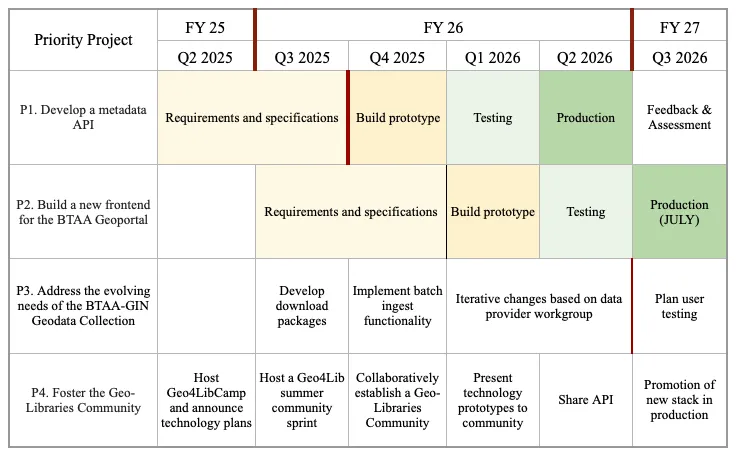 Priority Project
FY 25
FY 26
FY 27
Q2 2025
Q3 2025
Q4 2025
Q1 2026
Q2 2026
Q3 2026
P1. Develop a metadata
API
Requirements and specifications
Build prototype
Testing
Production
Feedback &
Assessment
P2. Build a new frontend
for the BTAA Geoportal
Requirements and specifications
Build prototype
Testing
Production
(JULY)
P3. Address the evolving
needs of the BTAA-GIN
Geodata Collection
Develop
download
packages
Implement batch
ingest
functionality
Iterative changes based on data
provider workgroup
Plan user
testing
P4. Foster the Geo-
Libraries Community
Host
Geo4LibCamp
and announce
technology plans
Host a Geo4Lib
summer
community
sprint
Collaboratively
establish a Geo-
Libraries
Community
Present
technology
prototypes to
community
Share API
Promotion of
new stack in
production